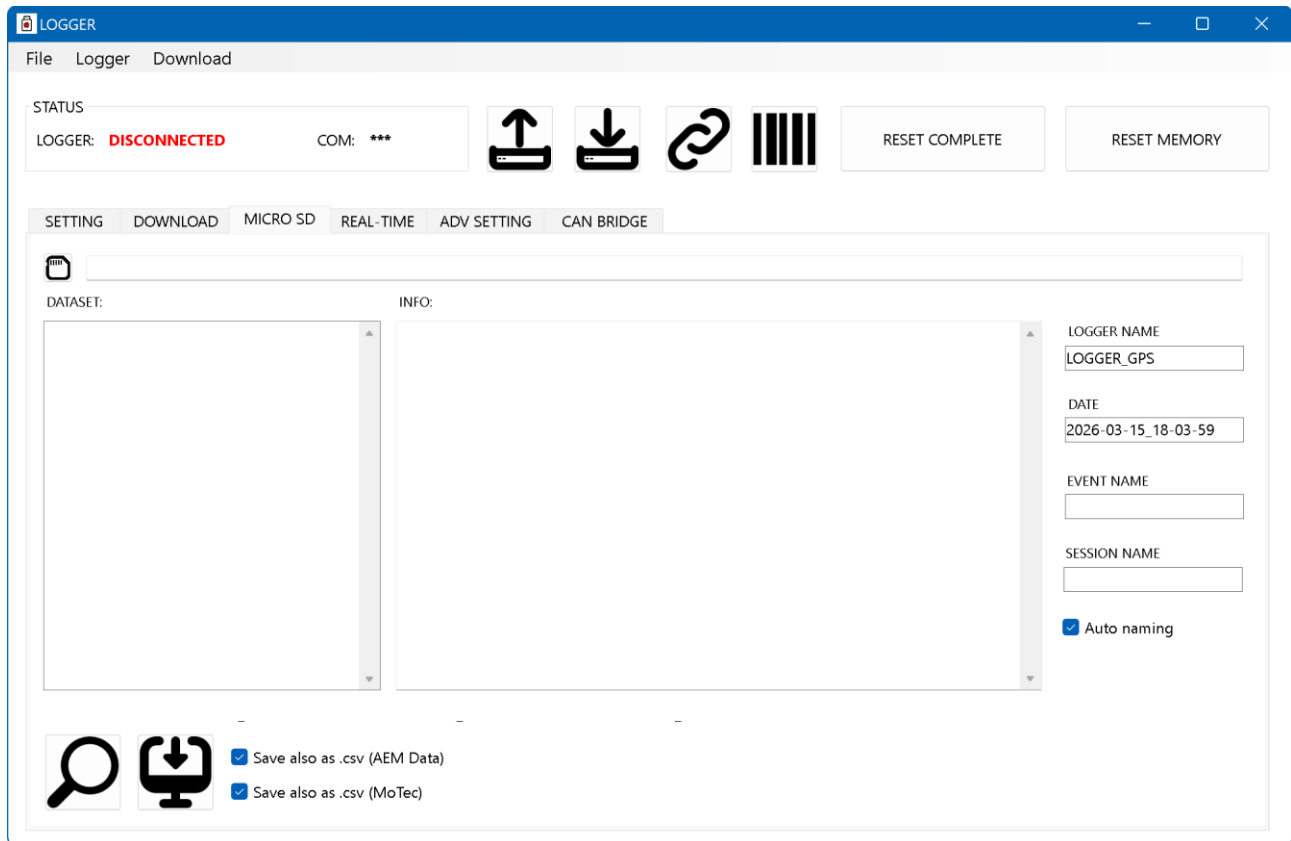 LOGGER
File Logger Download
STATUS
LOGGER: DISCONNECTED COM: ***
RESET COMPLETE
RESET MEMORY
SETTING DOWNLOAD MICRO SD REAL-TIME ADV SETTING CAN BRIDGE
DATASET: INFO:
LOGGER NAME
LOGGER_GPS
DATE
2026-03-15_18-03-59
EVENT NAME
SESSION NAME
Auto naming
– – –
Save also as .csv (AEM Data)
Save also as .csv (MoTec)